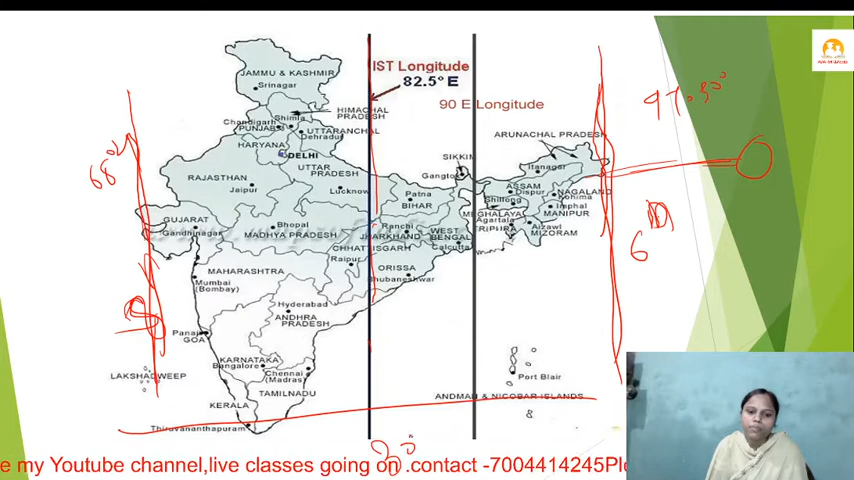 IST Longitude
82.5° E
90 E Longitude
97.30°
68°
JAMMU & KASHMIR
Srinagar
HIMACHAL
PRADESH
Shimla
Chandigarh
PUNJAB
UTTARANCHAL
Dehradun
HARYANA
DELHI
ARUNACHAL PRADESH
Itanagar
SIKKIM
Gangtok
UTTAR
PRADESH
RAJASTHAN
Jaipur
Lucknow
Patna
BIHAR
ASSAM
Dispur
NAGALAND
Kohima
Shillong
MEGHALAYA
Imphal
MANIPUR
Agartala
TRIPURA
Aizawl
MIZORAM
GUJARAT
Gandhinagar
Bhopal
MADHYA PRADESH
Ranchi
JHARKHAND
WEST
BENGAL
Calcutta
CHHATTISGARH
Raipur
ORISSA
Bhubaneshwar
MAHARASHTRA
Mumbai
(Bombay)
Hyderabad
ANDHRA
PRADESH
Panaji
GOA
KARNATAKA
Bangalore
Chennai
(Madras)
TAMILNADU
LAKSHADWEEP
KERALA
Thiruvananthapuram
Port Blair
ANDMAN & NICOBAR ISLANDS
30°
6
e my Youtube channel,live classes going on .contact -7004414245Pl